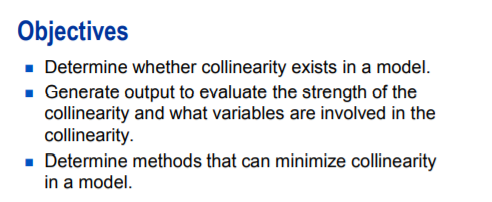 Objectives
Determine whether collinearity exists in a model.
Generate output to evaluate the strength of the
collinearity and what variables are involved in the
collinearity.
Determine methods that can minimize collinearity
in a model.